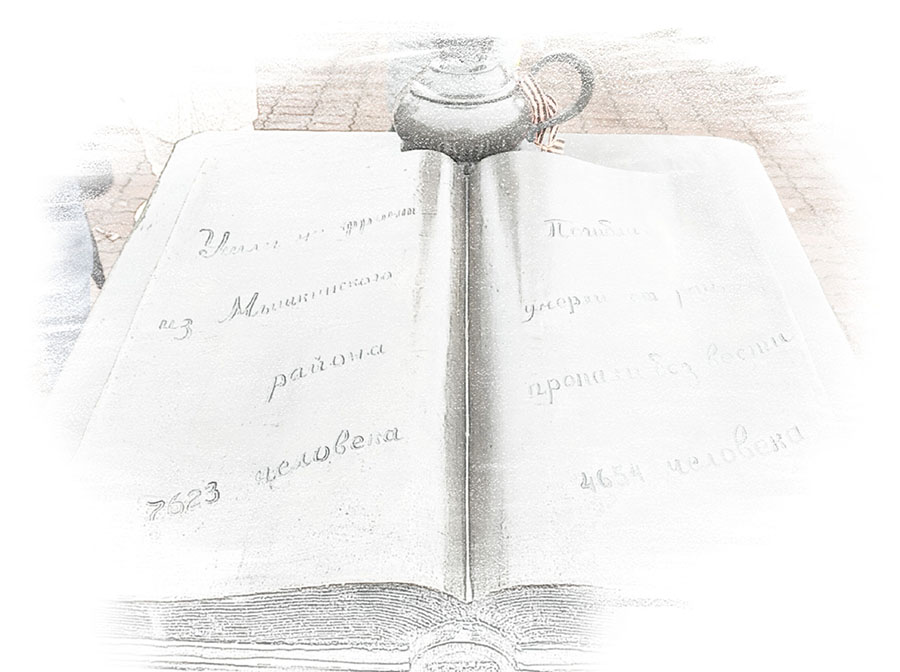 Ушли на фронт
из Мышкинского
района
7623 человека
Погибли
умерли от ран
пропали без вести
4654 человека